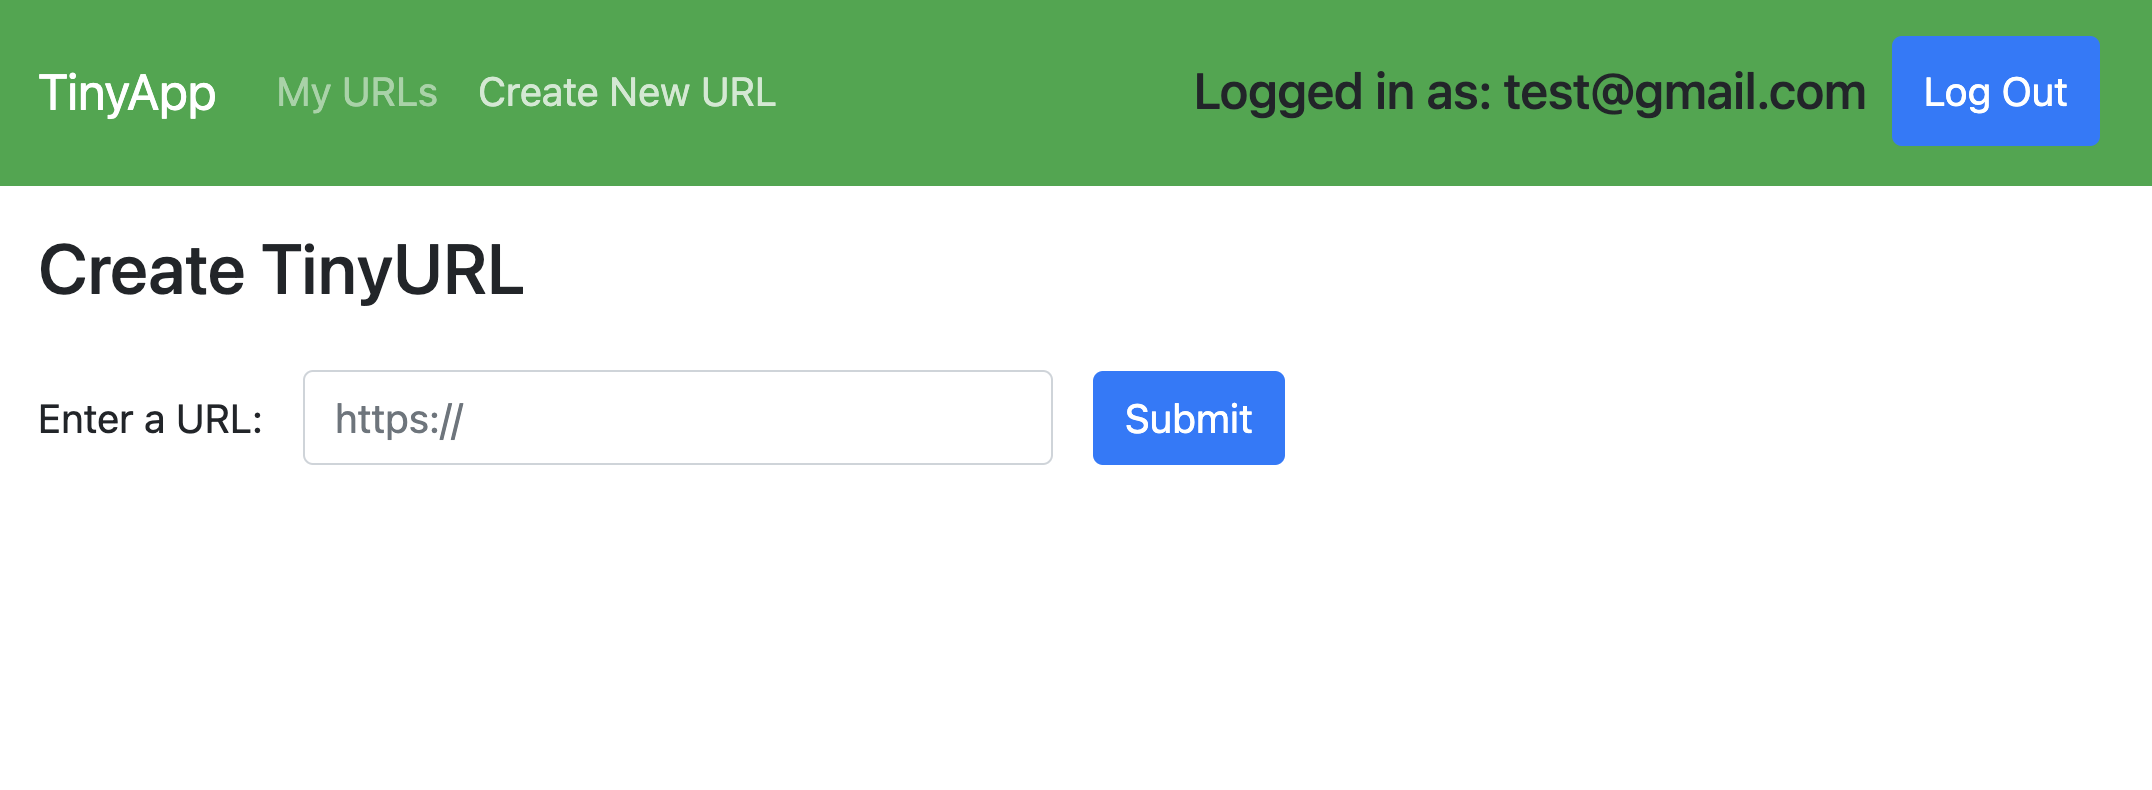 TinyApp My URLs Create New URL Logged in as: test@gmail.com Log Out
Create TinyURL
Enter a URL: https:// Submit